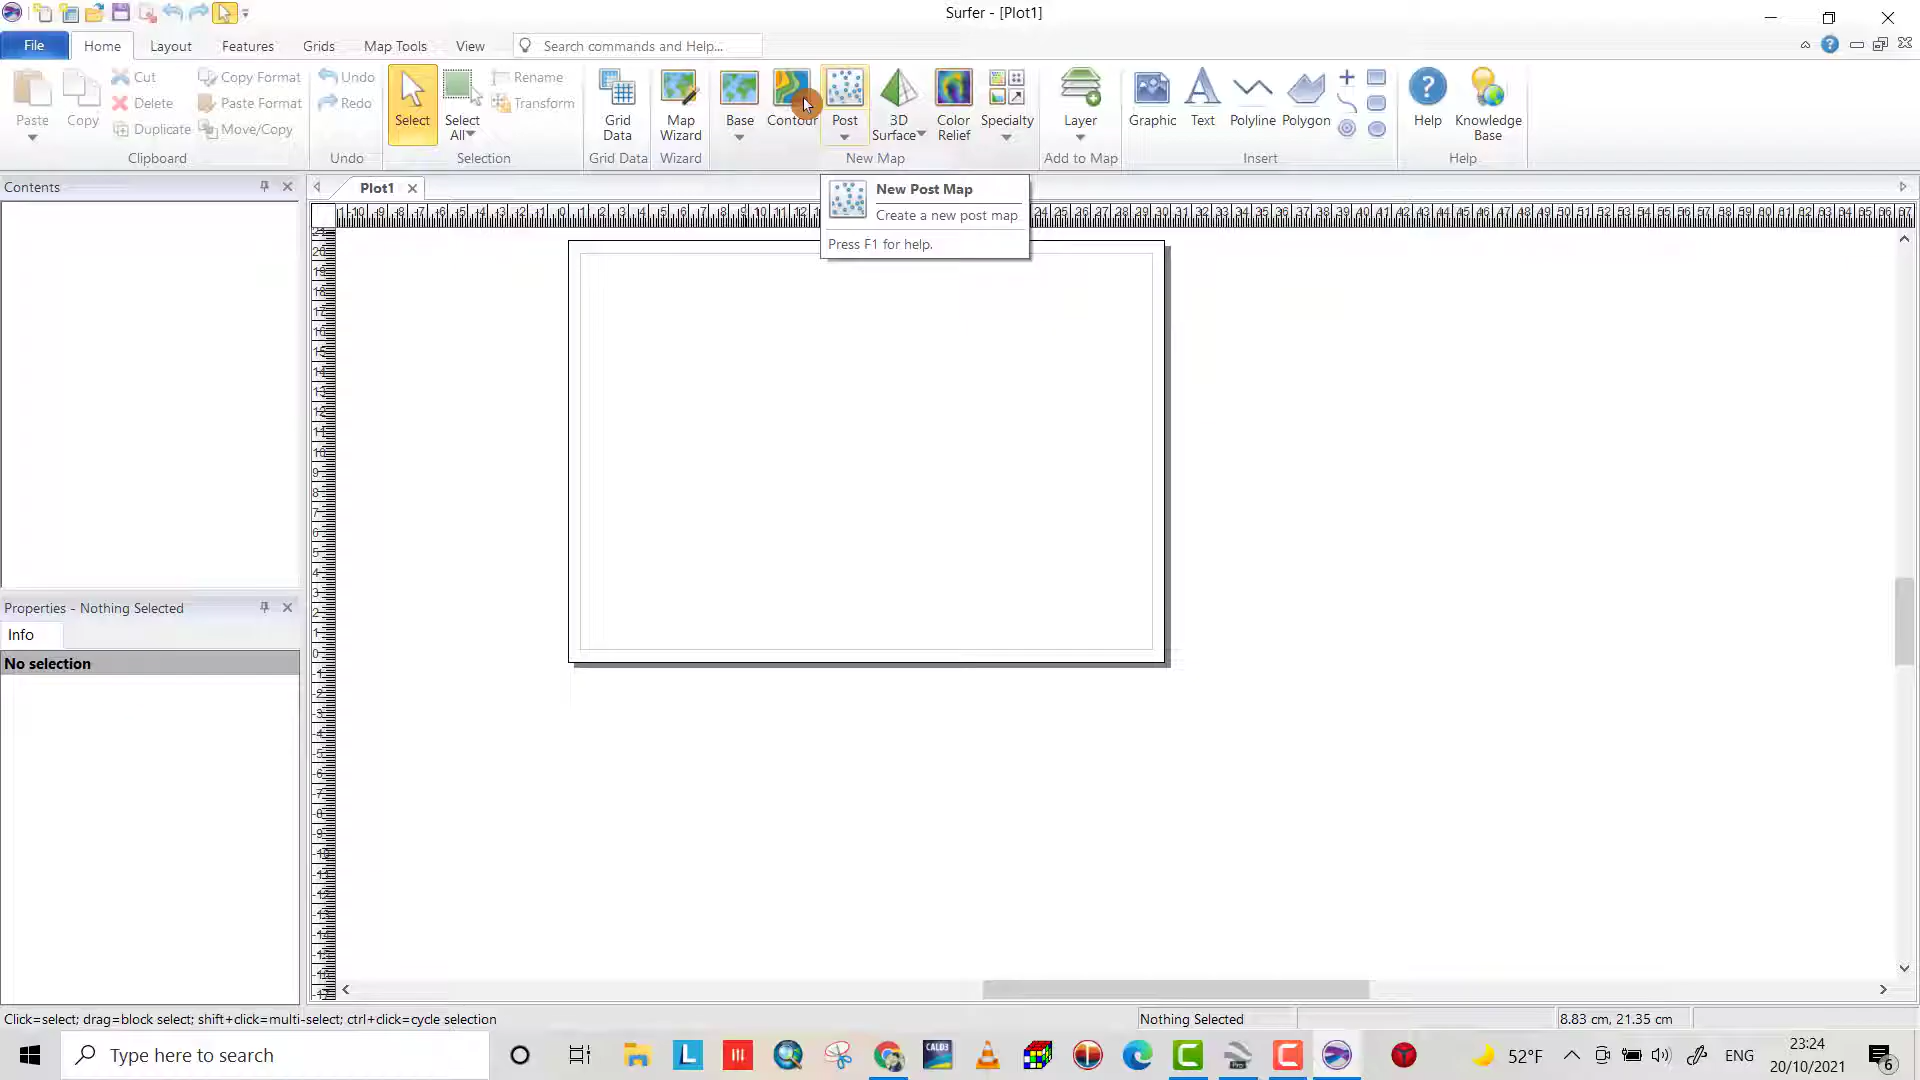 Surfer - [Plot1]
File Home Layout Features Grids Map Tools View Search commands and Help...
Paste Copy Cut Delete Duplicate Copy Format Paste Format Move/Copy Clipboard
Undo Redo Undo
Select Select All Rename Transform Selection
Grid Data Grid Data
Map Wizard Wizard
Base Contour Post 3D Surface Color Relief Specialty New Map
Layer Add to Map
Graphic Text Polyline Polygon Insert
Help Knowledge Base Help
Contents
Plot1
New Post Map
Create a new post map
Press F1 for help.
Properties - Nothing Selected
Info
No selection
Click=select; drag=block select; shift+click=multi-select; ctrl+click=cycle selection
Nothing Selected
8.83 cm, 21.35 cm
Type here to search
CALD3
52°F
ENG
23:24
20/10/2021
6